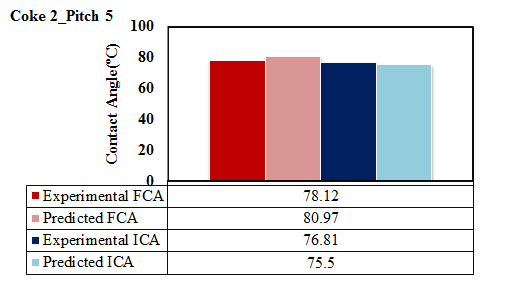 Coke 2_Pitch 5
Contact Angle(ºC)
100
80
60
40
20
0
Experimental FCA 78.12
Predicted FCA 80.97
Experimental ICA 76.81
Predicted ICA 75.5